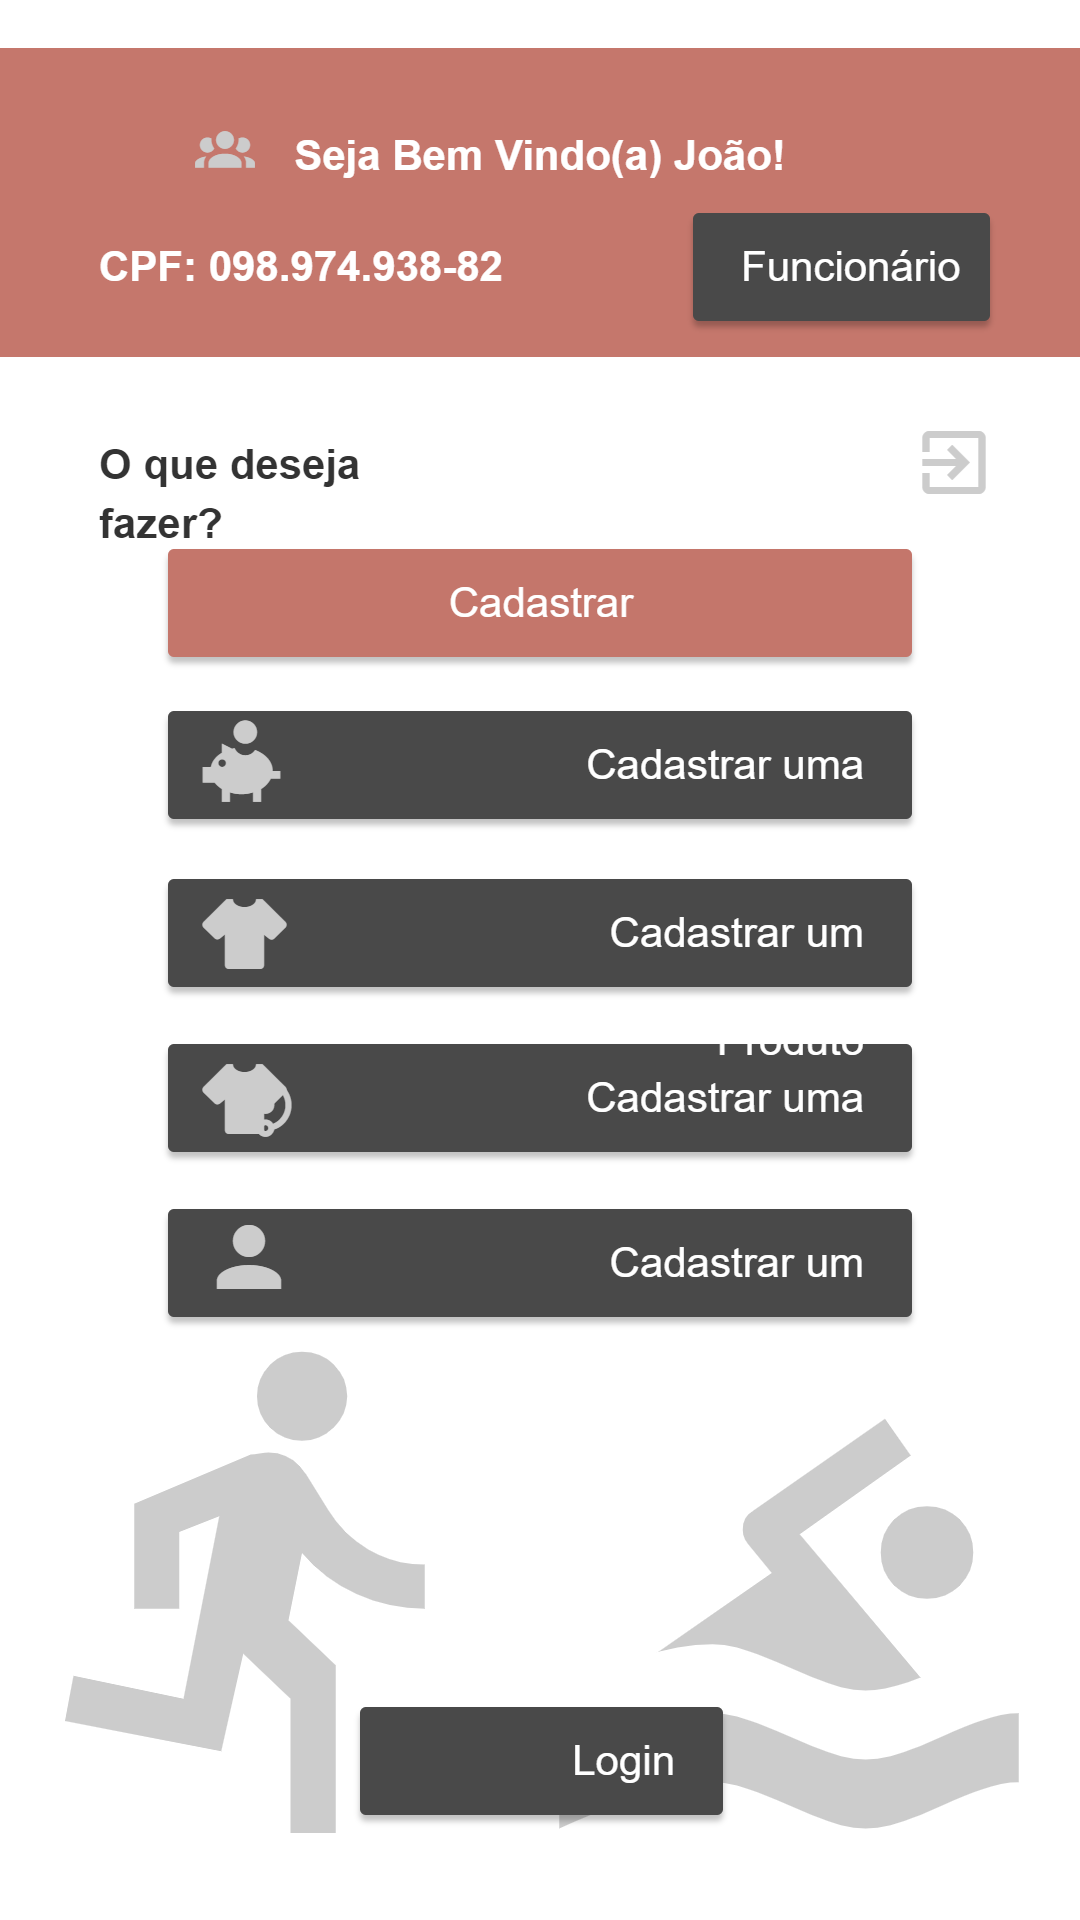 Seja Bem Vindo(a) João!
CPF: 098.974.938-82
Funcionário
O que deseja
fazer?
Cadastrar
Cadastrar uma
Cadastrar um
Produto
Cadastrar uma
Cadastrar um
Login